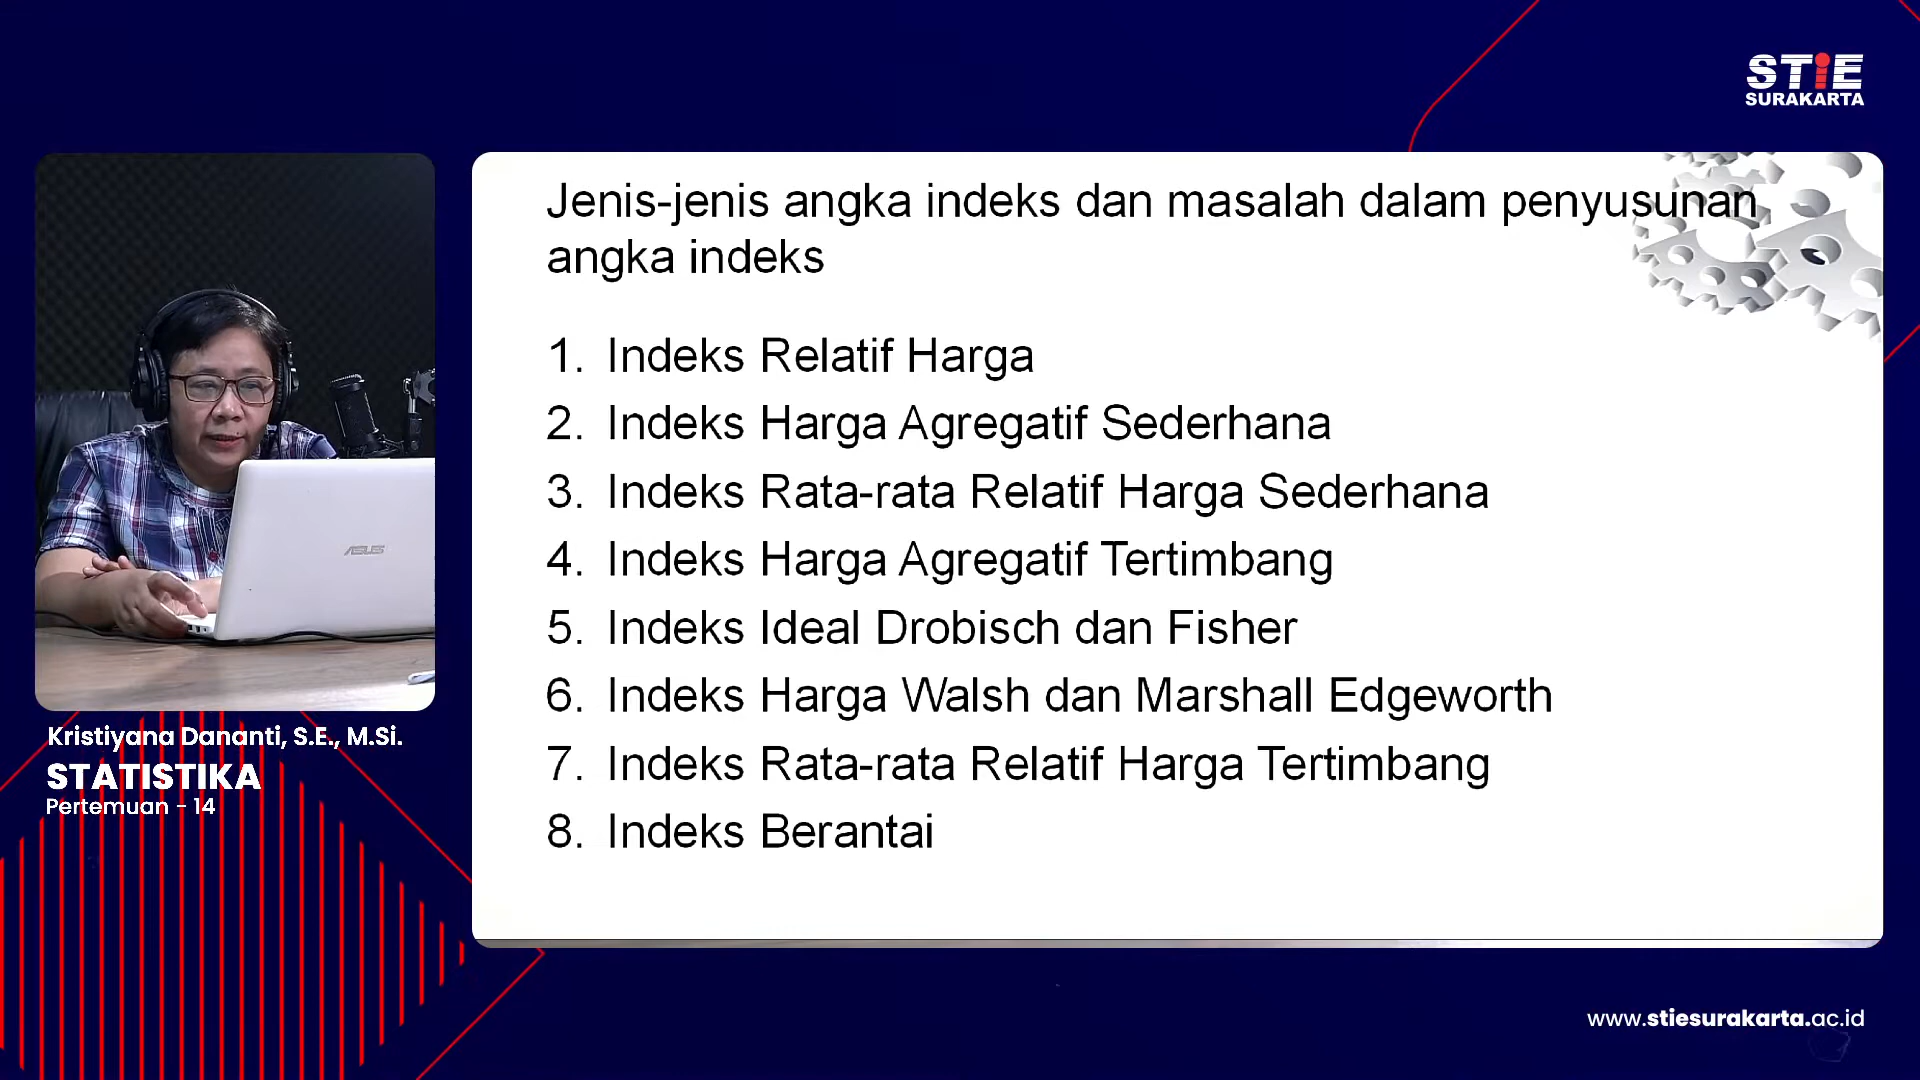 STiE
SURAKARTA
Jenis-jenis angka indeks dan masalah dalam penyusunan
angka indeks
1. Indeks Relatif Harga
2. Indeks Harga Agregatif Sederhana
3. Indeks Rata-rata Relatif Harga Sederhana
4. Indeks Harga Agregatif Tertimbang
5. Indeks Ideal Drobisch dan Fisher
6. Indeks Harga Walsh dan Marshall Edgeworth
7. Indeks Rata-rata Relatif Harga Tertimbang
8. Indeks Berantai
ASUS
Kristiyana Dananti, S.E., M.Si.
STATISTIKA
Pertemuan - 14
www.stiesurakarta.ac.id